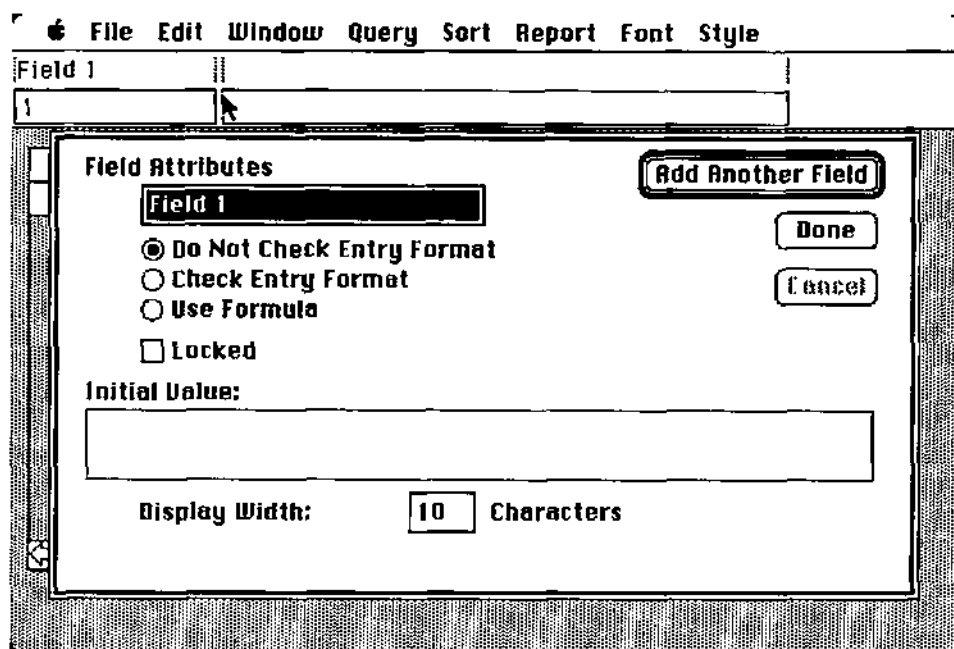 File Edit Window Query Sort Report Font Style
Field 1
1
Field Attributes
Add Another Field
Field 1
Done
Do Not Check Entry Format
Check Entry Format
Cancel
Use Formula
Locked
Initial Value:
Display Width: 10 Characters